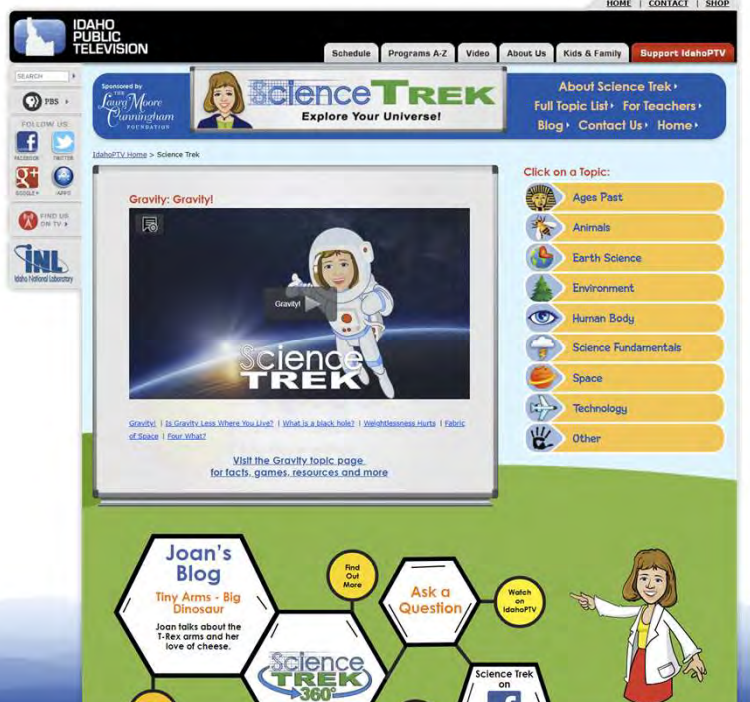 HOME | CONTACT | SHOP
IDAHO
PUBLIC
TELEVISION
Schedule
Programs A-Z
Video
About Us
Kids & Family
Support IdahoPTV
SEARCH
PBS
FOLLOW US
FACEBOOK
TWITTER
GOOGLE+
APPS
FIND US
ON TV
INL
Idaho National Laboratory
Sponsored by
THE
Laura Moore
Cunningham
FOUNDATION
Science TREK
Explore Your Universe!
About Science Trek
Full Topic List For Teachers
Blog Contact Us Home
IdahoPTV Home > Science Trek
Gravity: Gravity!
Gravity!
Science
TREK
Gravity! | Is Gravity Less Where You Live? | What is a black hole? | Weightlessness Hurts | Fabric
of Space | Four What?
Visit the Gravity topic page
for facts, games, resources and more
Click on a Topic:
Ages Past
Animals
Earth Science
Environment
Human Body
Science Fundamentals
Space
Technology
Other
Joan's
Blog
Tiny Arms - Big
Dinosaur
Joan talks about the
T-Rex arms and her
love of cheese.
Find
Out
More
Science
TREK
360°
Ask a
Question
Watch
on
IdahoPTV
Science Trek
on